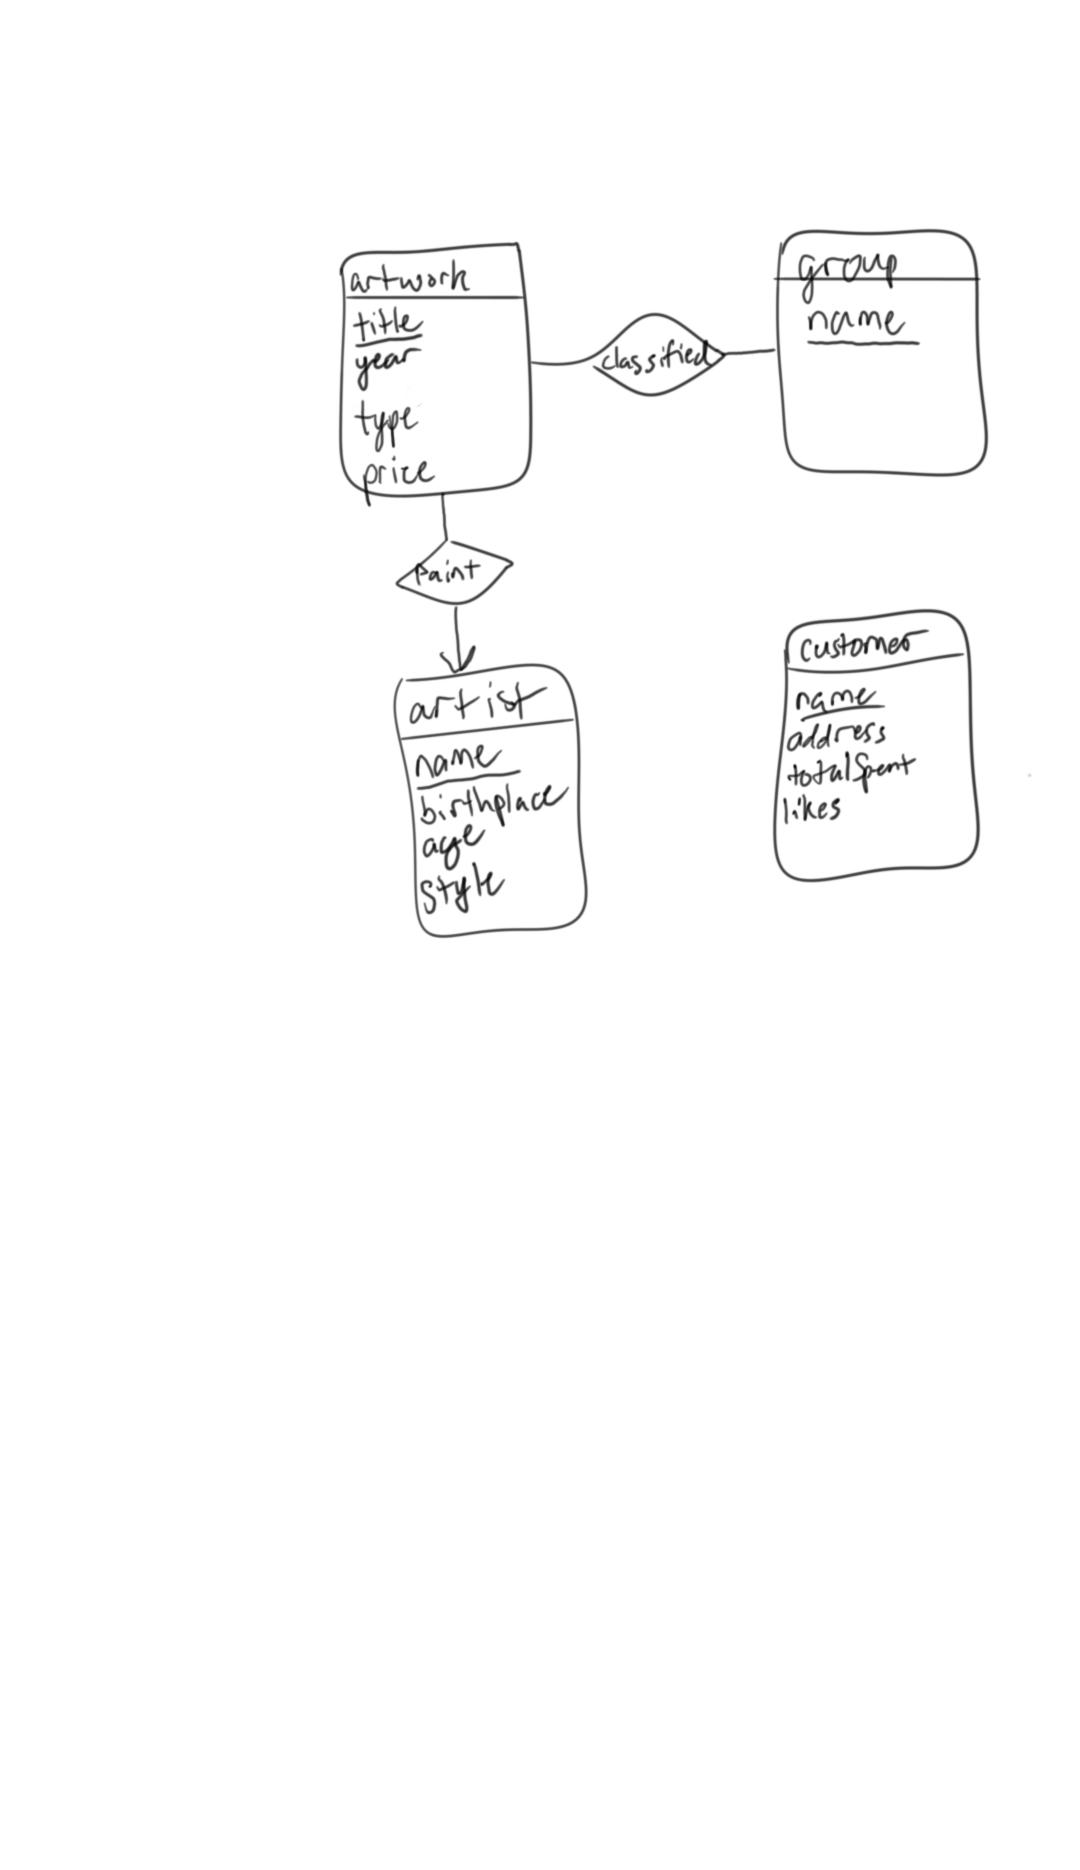 artwork
title
year
type
price
classified
group
name
Paint
artist
name
birthplace
age
style
customer
name
address
totalSpent
likes